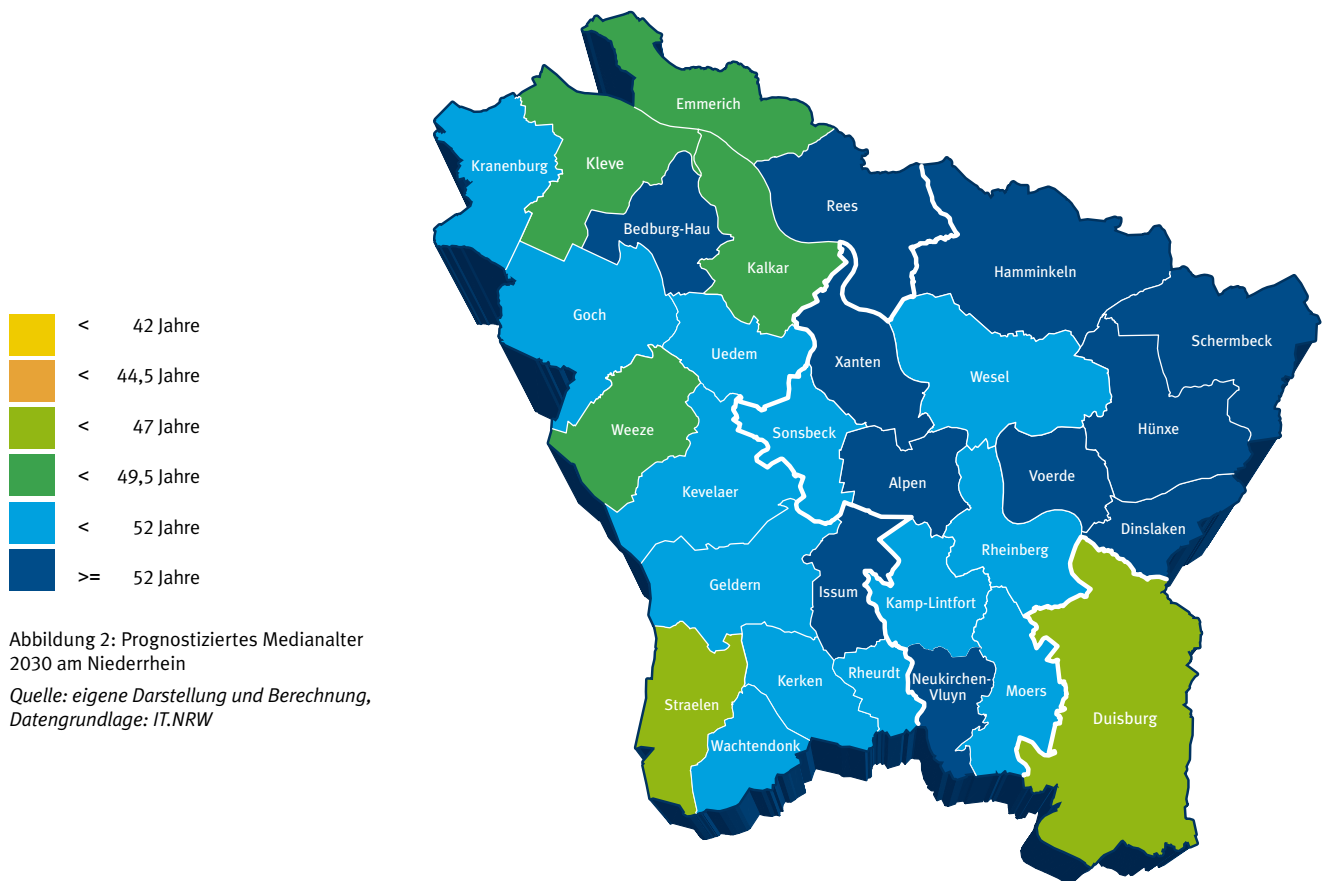 < 42 Jahre
< 44,5 Jahre
< 47 Jahre
< 49,5 Jahre
< 52 Jahre
>= 52 Jahre
Abbildung 2: Prognostiziertes Medianalter
2030 am Niederrhein
Quelle: eigene Darstellung und Berechnung,
Datengrundlage: IT.NRW
Emmerich
Kranenburg
Kleve
Rees
Bedburg-Hau
Kalkar
Hamminkeln
Goch
Uedem
Schermbeck
Xanten
Wesel
Weeze
Sonsbeck
Hünxe
Kevelaer
Alpen
Voerde
Dinslaken
Rheinberg
Geldern
Issum
Kamp-Lintfort
Kerken
Rheurdt
Neukirchen-
Vluyn
Moers
Straelen
Duisburg
Wachtendonk